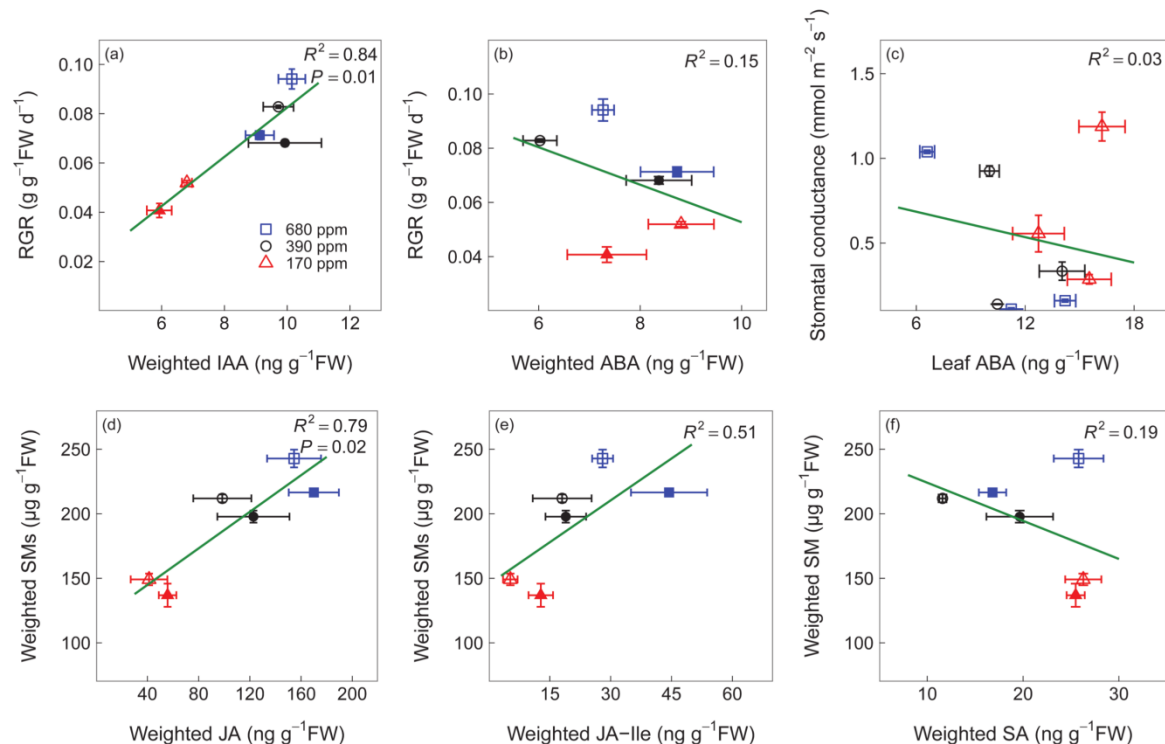 (a)
R² = 0.84
P = 0.01
0.10
0.08
0.06
0.04
0.02
RGR (g g⁻¹FW d⁻¹)
680 ppm
390 ppm
170 ppm
6 8 10 12
Weighted IAA (ng g⁻¹FW)
(b)
R² = 0.15
0.10
0.08
0.06
0.04
RGR (g g⁻¹FW d⁻¹)
6 8 10
Weighted ABA (ng g⁻¹FW)
(c)
R² = 0.03
1.5
1.0
0.5
Stomatal conductance (mmol m⁻² s⁻¹)
6 12 18
Leaf ABA (ng g⁻¹FW)
(d)
R² = 0.79
P = 0.02
250
200
150
100
Weighted SMs (µg g⁻¹FW)
40 80 120 160 200
Weighted JA (ng g⁻¹FW)
(e)
R² = 0.51
250
200
150
100
Weighted SMs (µg g⁻¹FW)
15 30 45 60
Weighted JA−Ile (ng g⁻¹FW)
(f)
R² = 0.19
250
200
150
100
Weighted SM (µg g⁻¹FW)
10 20 30
Weighted SA (ng g⁻¹FW)